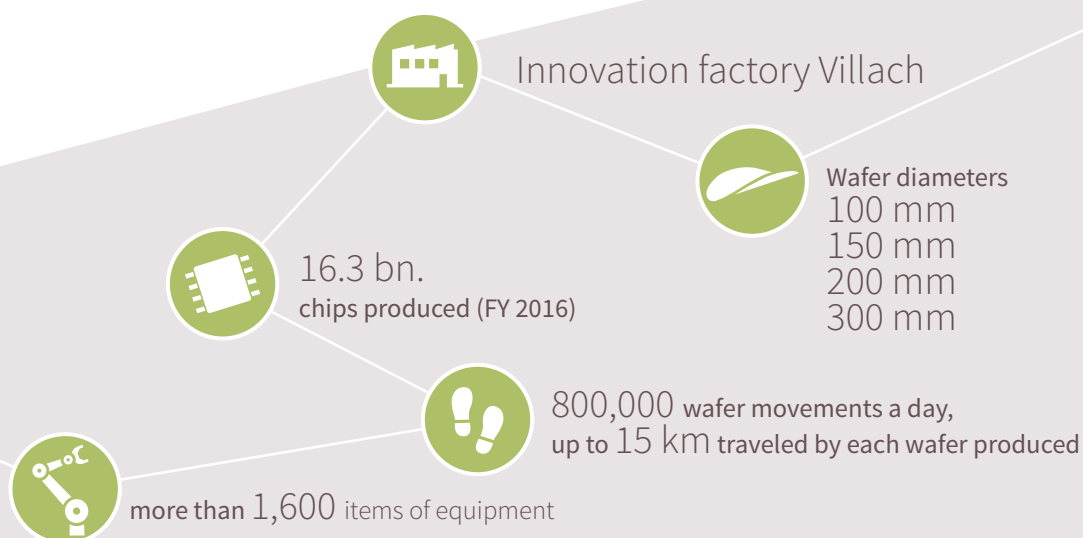 Innovation factory Villach
Wafer diameters
100 mm
150 mm
200 mm
300 mm
16.3 bn.
chips produced (FY 2016)
800,000 wafer movements a day,
up to 15 km traveled by each wafer produced
more than 1,600 items of equipment